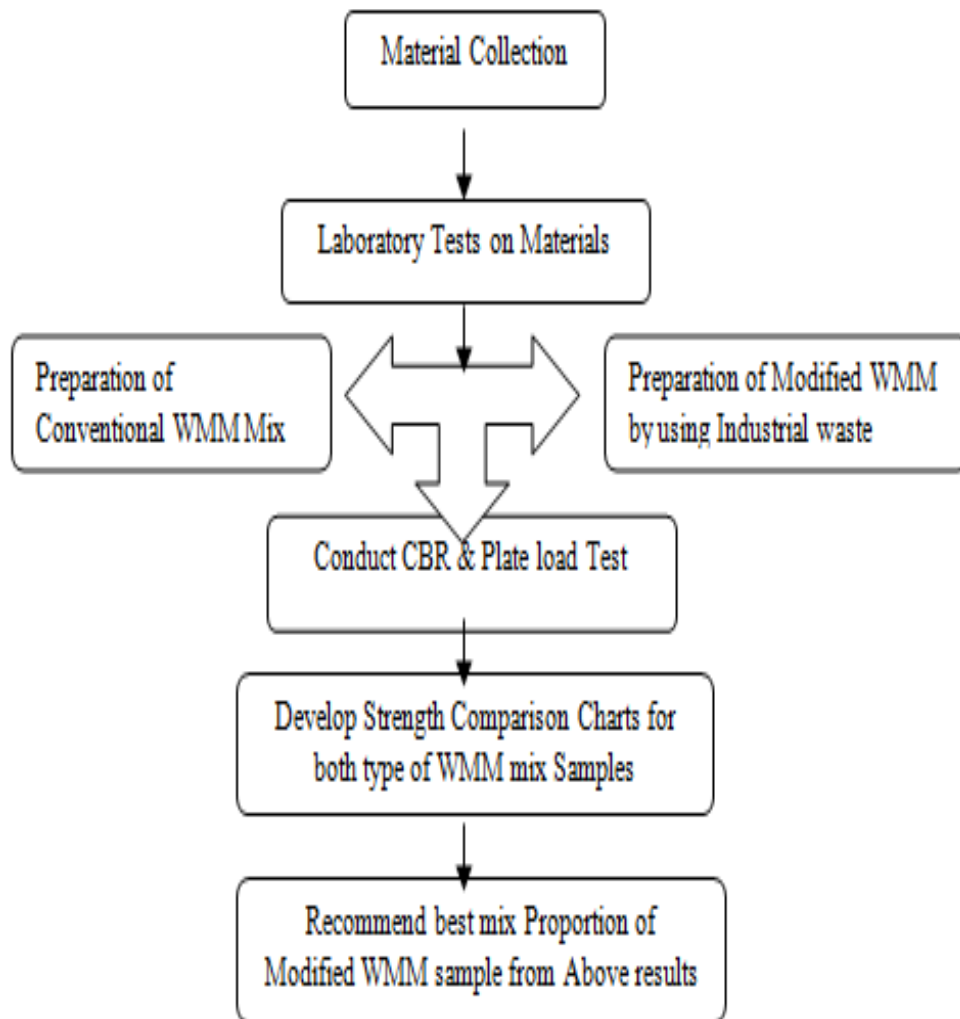 Material Collection
Laboratory Tests on Materials
Preparation of
Conventional WMM Mix
Preparation of Modified WMM
by using Industrial waste
Conduct CBR & Plate load Test
Develop Strength Comparison Charts for
both type of WMM mix Samples
Recommend best mix Proportion of
Modified WMM sample from Above results